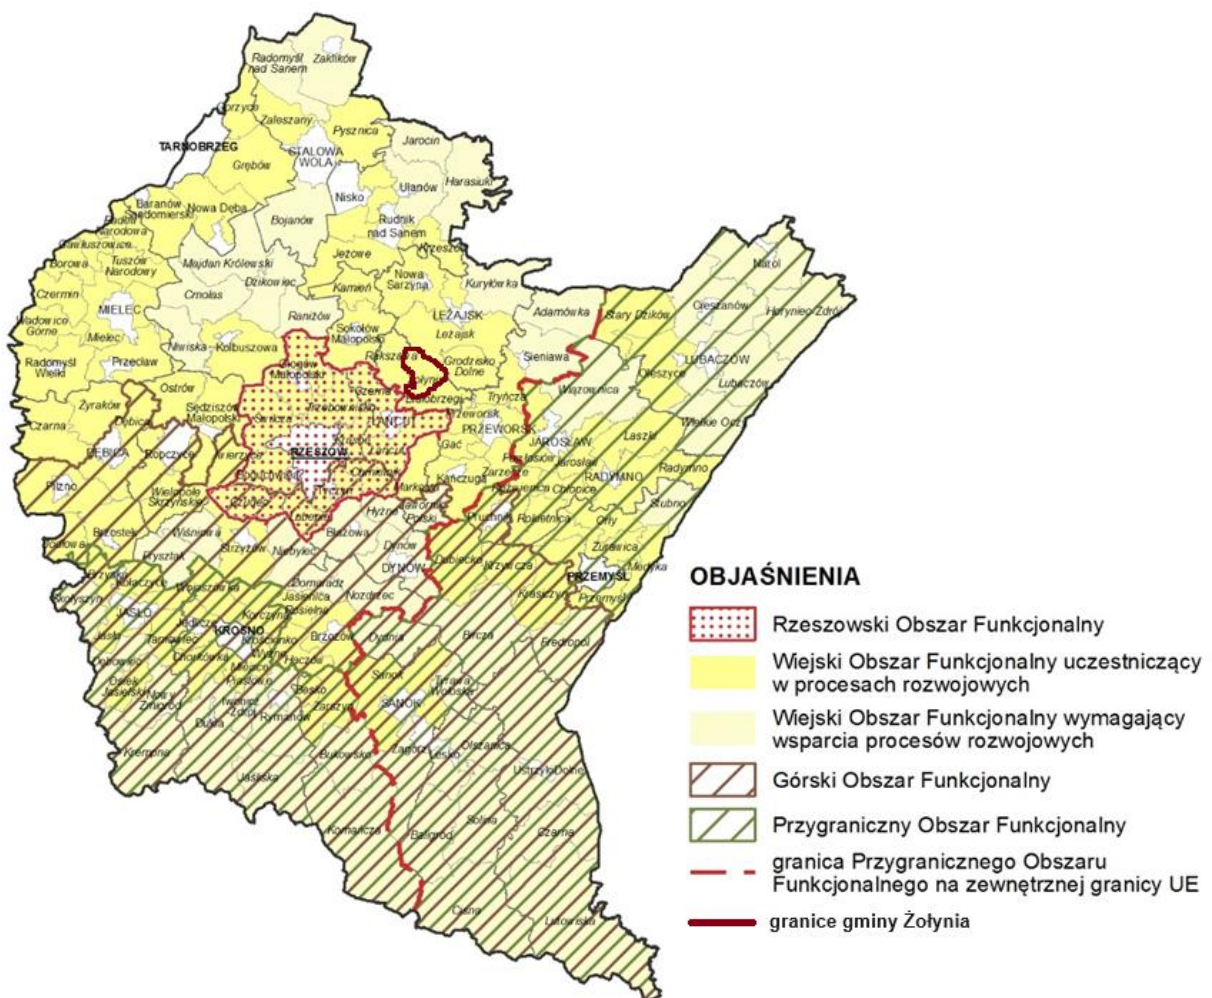 Radomyśl
nad Sanem
Zaklików
Zaleszany
Pysznica
TARNOBRZEG
STALOWA
WOLA
Jarocin
Grębów
Ulanów
Harasiuki
Nisko
Baranów
Sandomierski
Nowa Dęba
Bojanów
Rudnik
nad Sanem
Borowa
Tuszów
Narodowy
Majdan Królewski
Jeżowe
Nowa
Sarzyna
Kuryłówka
Czermin
Cmolas
Dzikowiec
Kamień
MIELEC
Raniżów
LEŻAJSK
Adamówka
Stary Dzików
Cieszanów
Narol
Horyniec-Zdrój
Wadowice
Górne
Mielec
Niwiska
Kolbuszowa
Sokołów
Małopolski
Leżajsk
Sieniawa
LUBACZÓW
Radomyśl
Wielki
Przecław
Grodzisko
Dolne
Oleszyce
Lubaczów
Ostrów
Głogów
Małopolski
Tryńcza
Wiązownica
Żyraków
Sędziszów
Małopolski
Trzebownisko
Wielkie Oczy
Czarna
Dębica
ŁAŃCUT
PRZEWORSK
DĘBICA
Ropczyce
RZESZÓW
Gać
JAROSŁAW
Laszki
Radymno
Jarosław
Pilzno
Kańczuga
Zarzecze
RADYMNO
Wielopole
Skrzyńskie
Markowa
Chłopice
Stubno
Brzostek
Wiśniowa
Hyżne
Rokietnica
Orły
Frysztak
Strzyżów
Niebylec
Błażowa
Dynów
DYNÓW
Dubiecko
Krzywcza
Żurawica
Medyka
PRZEMYŚL
Przemyśl
Krasiczyn
Domaradz
Nozdrzec
JASŁO
KROSNO
Brzozów
Dydnia
Bircza
Fredropol
Haczów
Sanok
Tyrawa
Wołoska
SANOK
Besko
Zarszyn
Rymanów
Dukla
Krempna
Jaśliska
Bukowsko
Zagórz
Lesko
Olszanica
Ustrzyki Dolne
Komańcza
Baligród
Solina
Czarna
Cisna
Lutowiska
OBJAŚNIENIA
Rzeszowski Obszar Funkcjonalny
Wiejski Obszar Funkcjonalny uczestniczący
w procesach rozwojowych
Wiejski Obszar Funkcjonalny wymagający
wsparcia procesów rozwojowych
Górski Obszar Funkcjonalny
Przygraniczny Obszar Funkcjonalny
granica Przygranicznego Obszaru
Funkcjonalnego na zewnętrznej granicy UE
granice gminy Żołynia